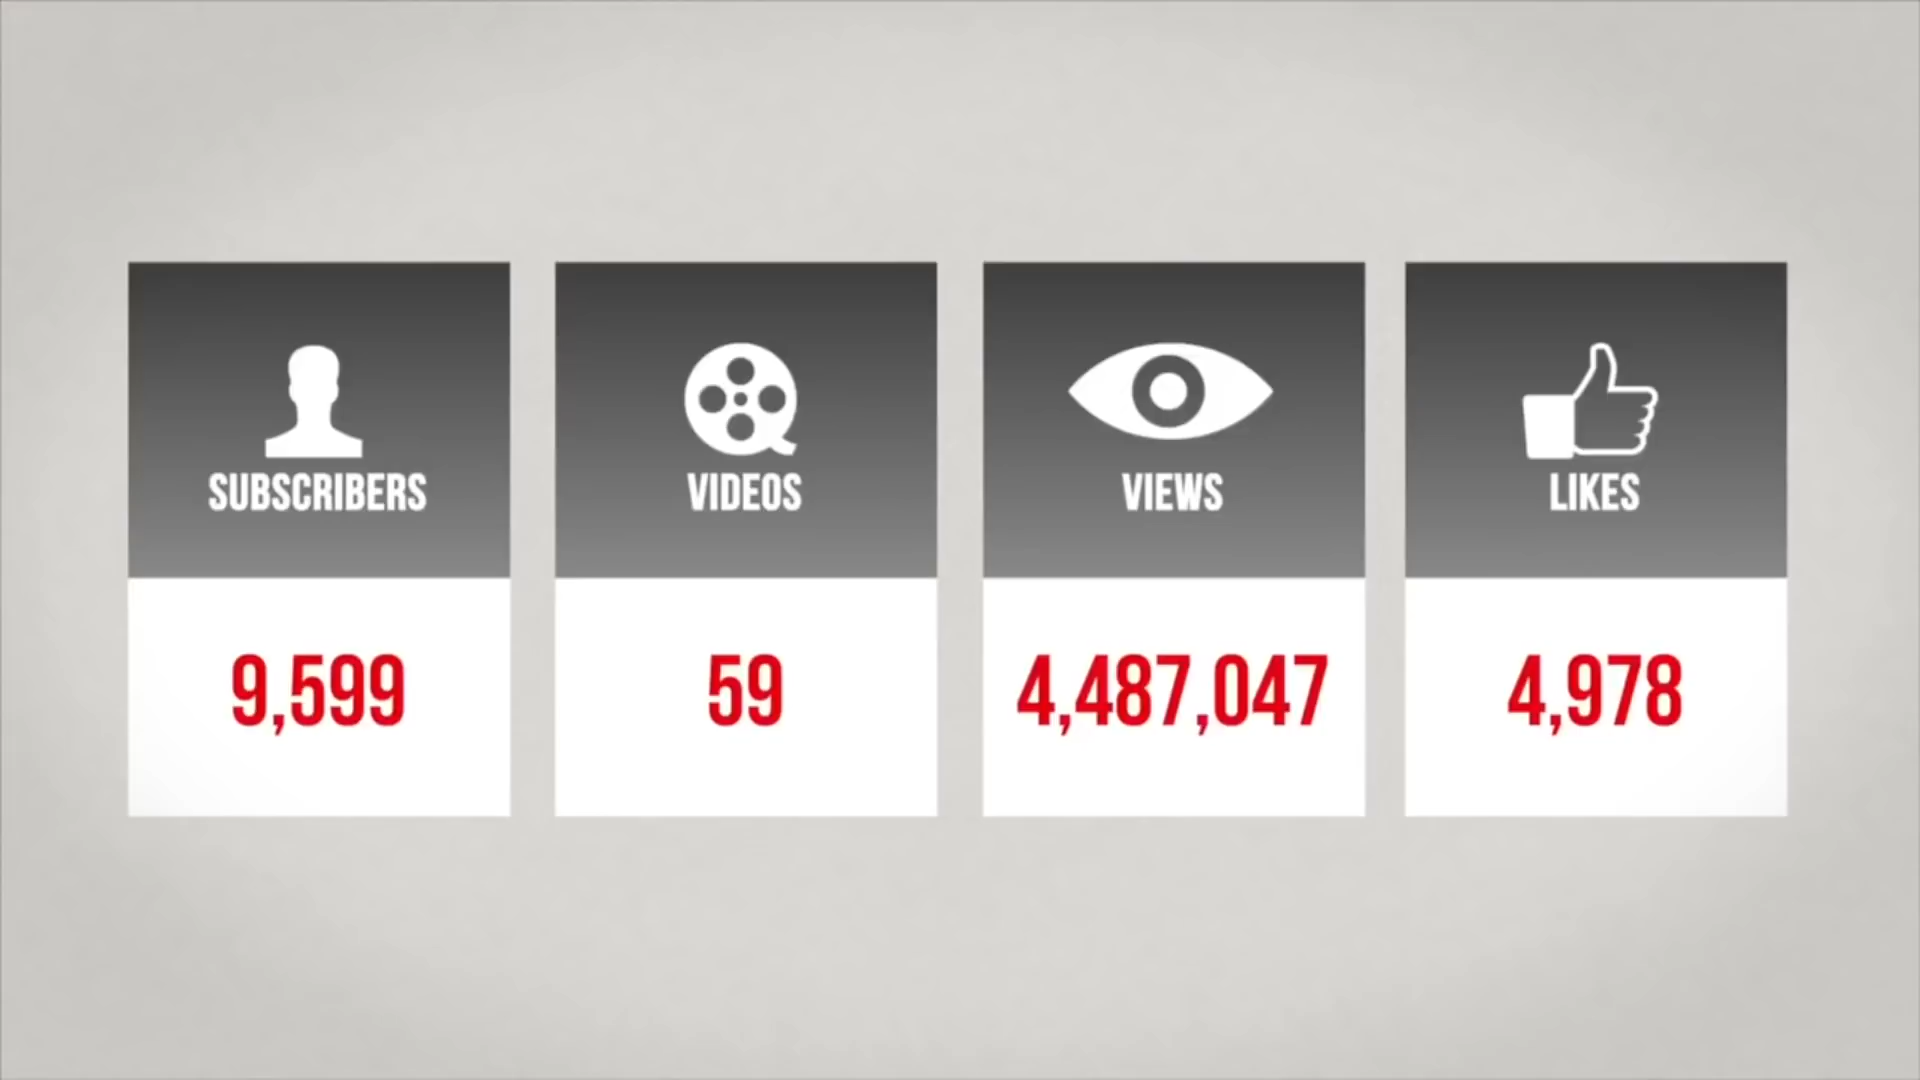 SUBSCRIBERS
9,599
VIDEOS
59
VIEWS
4,487,047
LIKES
4,978